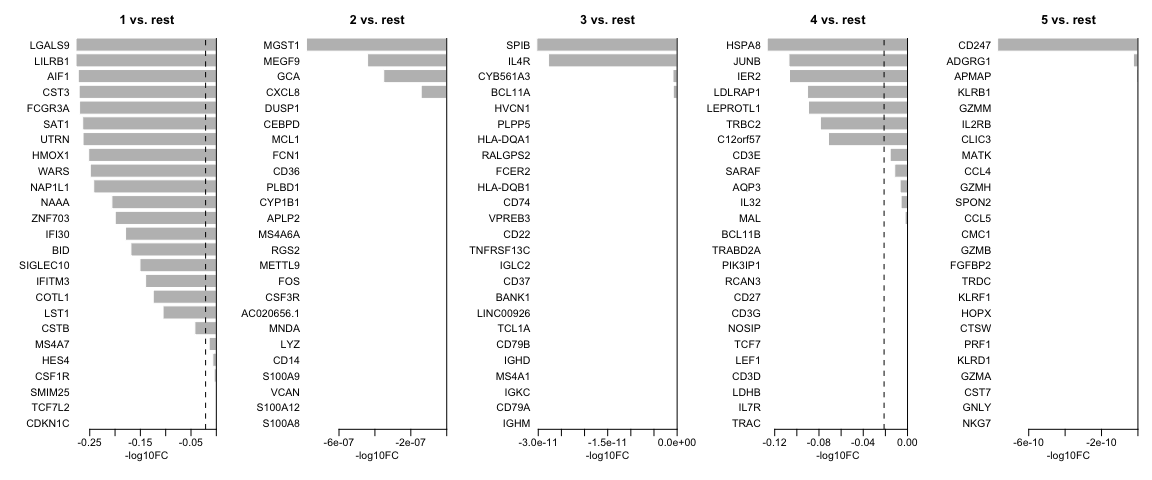 1 vs. rest
LGALS9
LILRB1
AIF1
CST3
FCGR3A
SAT1
UTRN
HMOX1
WARS
NAP1L1
NAAA
ZNF703
IFI30
BID
SIGLEC10
IFITM3
COTL1
LST1
CSTB
MS4A7
HES4
CSF1R
SMIM25
TCF7L2
CDKN1C
-0.25 -0.15 -0.05
-log10FC
2 vs. rest
MGST1
MEGF9
GCA
CXCL8
DUSP1
CEBPD
MCL1
FCN1
CD36
PLBD1
CYP1B1
APLP2
MS4A6A
RGS2
METTL9
FOS
CSF3R
AC020656.1
MNDA
LYZ
CD14
S100A9
VCAN
S100A12
S100A8
-6e-07 -2e-07
-log10FC
3 vs. rest
SPIB
IL4R
CYB561A3
BCL11A
HVCN1
PLPP5
HLA-DQA1
RALGPS2
FCER2
HLA-DQB1
CD74
VPREB3
CD22
TNFRSF13C
IGLC2
CD37
BANK1
LINC00926
TCL1A
CD79B
IGHD
MS4A1
IGKC
CD79A
IGHM
-3.0e-11 -1.5e-11 0.0e+00
-log10FC
4 vs. rest
HSPA8
JUNB
IER2
LDLRAP1
LEPROTL1
TRBC2
C12orf57
CD3E
SARAF
AQP3
IL32
MAL
BCL11B
TRABD2A
PIK3IP1
RCAN3
CD27
CD3G
NOSIP
TCF7
LEF1
CD3D
LDHB
IL7R
TRAC
-0.12 -0.08 -0.04 0.00
-log10FC
5 vs. rest
CD247
ADGRG1
APMAP
KLRB1
GZMM
IL2RB
CLIC3
MATK
CCL4
GZMH
SPON2
CCL5
CMC1
GZMB
FGFBP2
TRDC
KLRF1
HOPX
CTSW
PRF1
KLRD1
GZMA
CST7
GNLY
NKG7
-6e-10 -2e-10
-log10FC